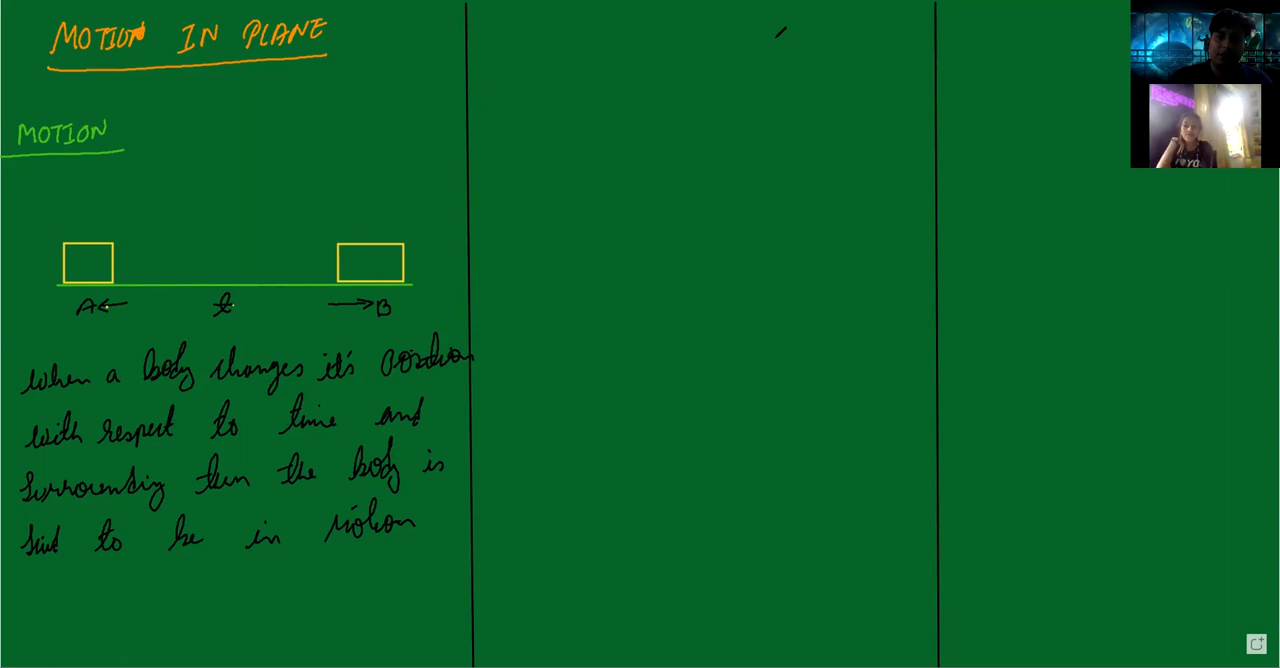 MOTION IN PLANE
MOTION
A t B
when a body changes it's position
with respect to time and
surrounding then the body is
said to be in motion
YO